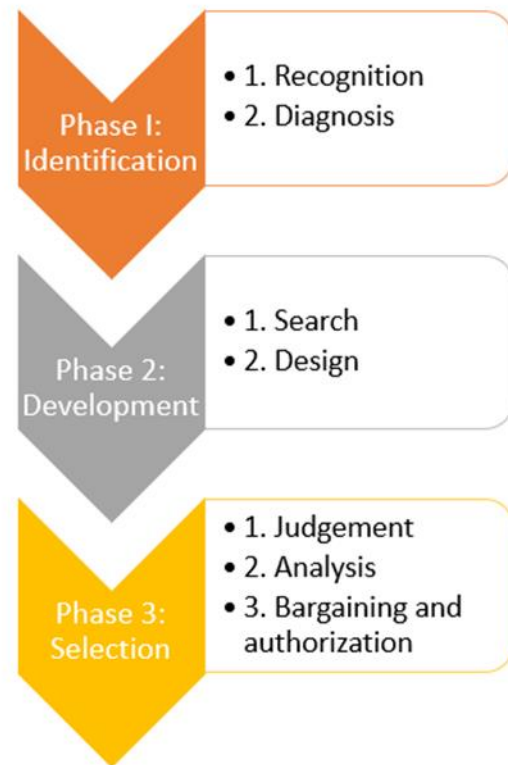 Phase I:
Identification
• 1. Recognition
• 2. Diagnosis
Phase 2:
Development
• 1. Search
• 2. Design
Phase 3:
Selection
• 1. Judgement
• 2. Analysis
• 3. Bargaining and
authorization